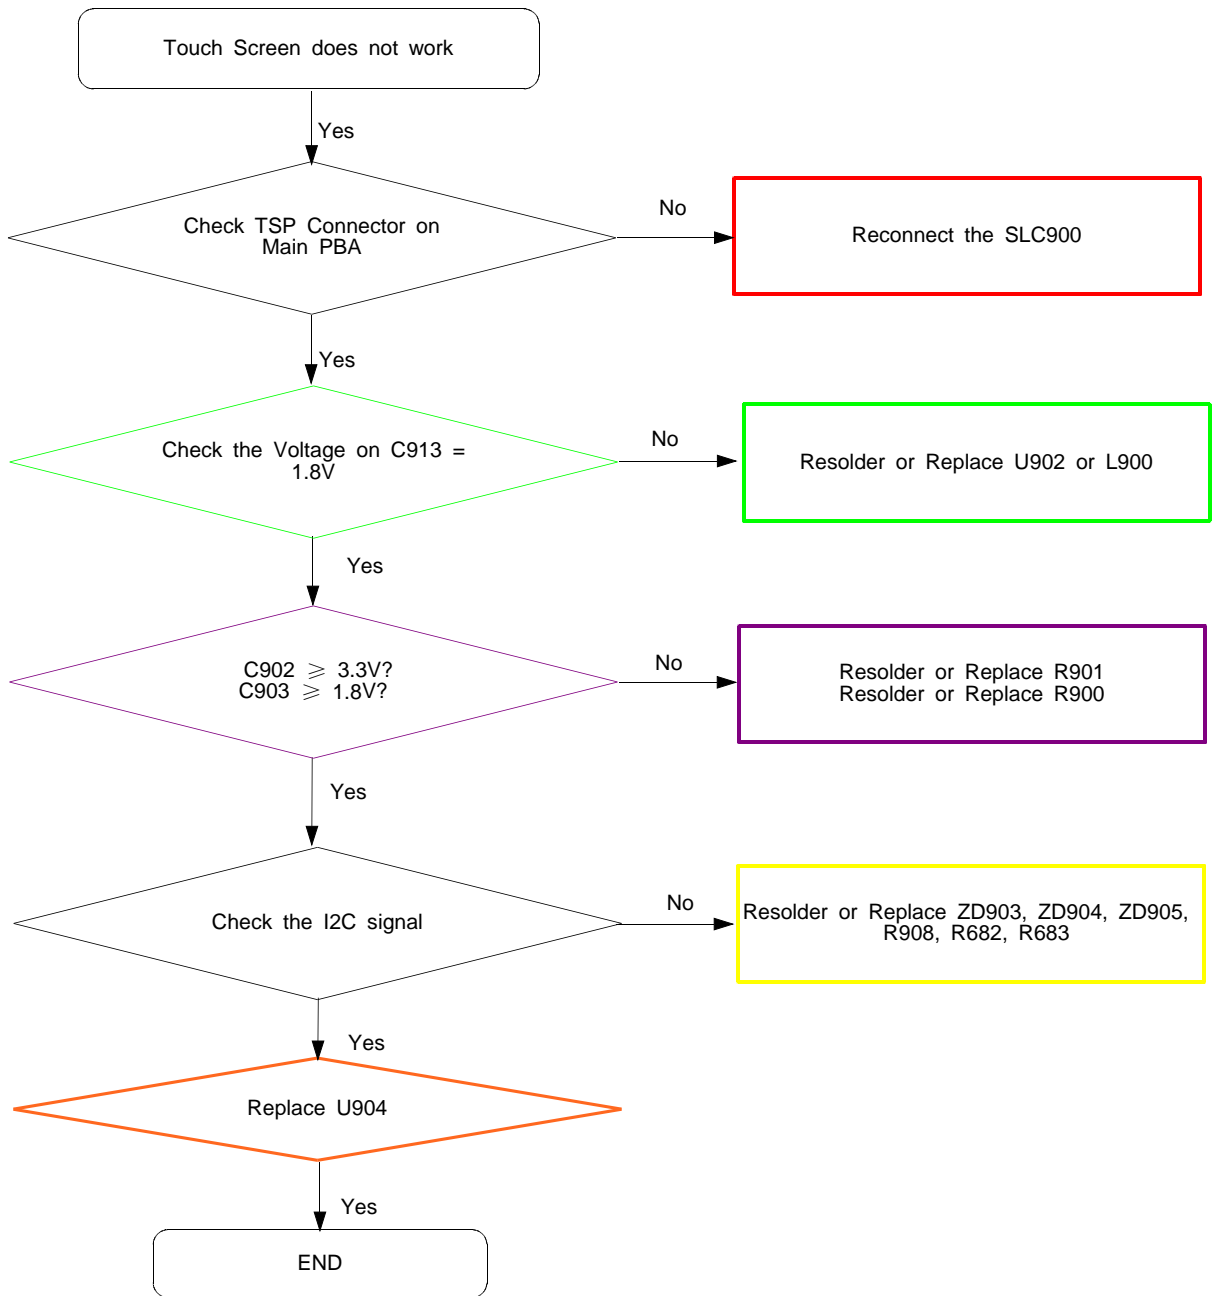 Touch Screen does not work
Yes
Check TSP Connector on
Main PBA
No
Reconnect the SLC900
Yes
Check the Voltage on C913 =
1.8V
No
Resolder or Replace U902 or L900
Yes
C902 ⩾ 3.3V?
C903 ⩾ 1.8V?
No
Resolder or Replace R901
Resolder or Replace R900
Yes
Check the I2C signal
No
Resolder or Replace ZD903, ZD904, ZD905,
R908, R682, R683
Yes
Replace U904
Yes
END